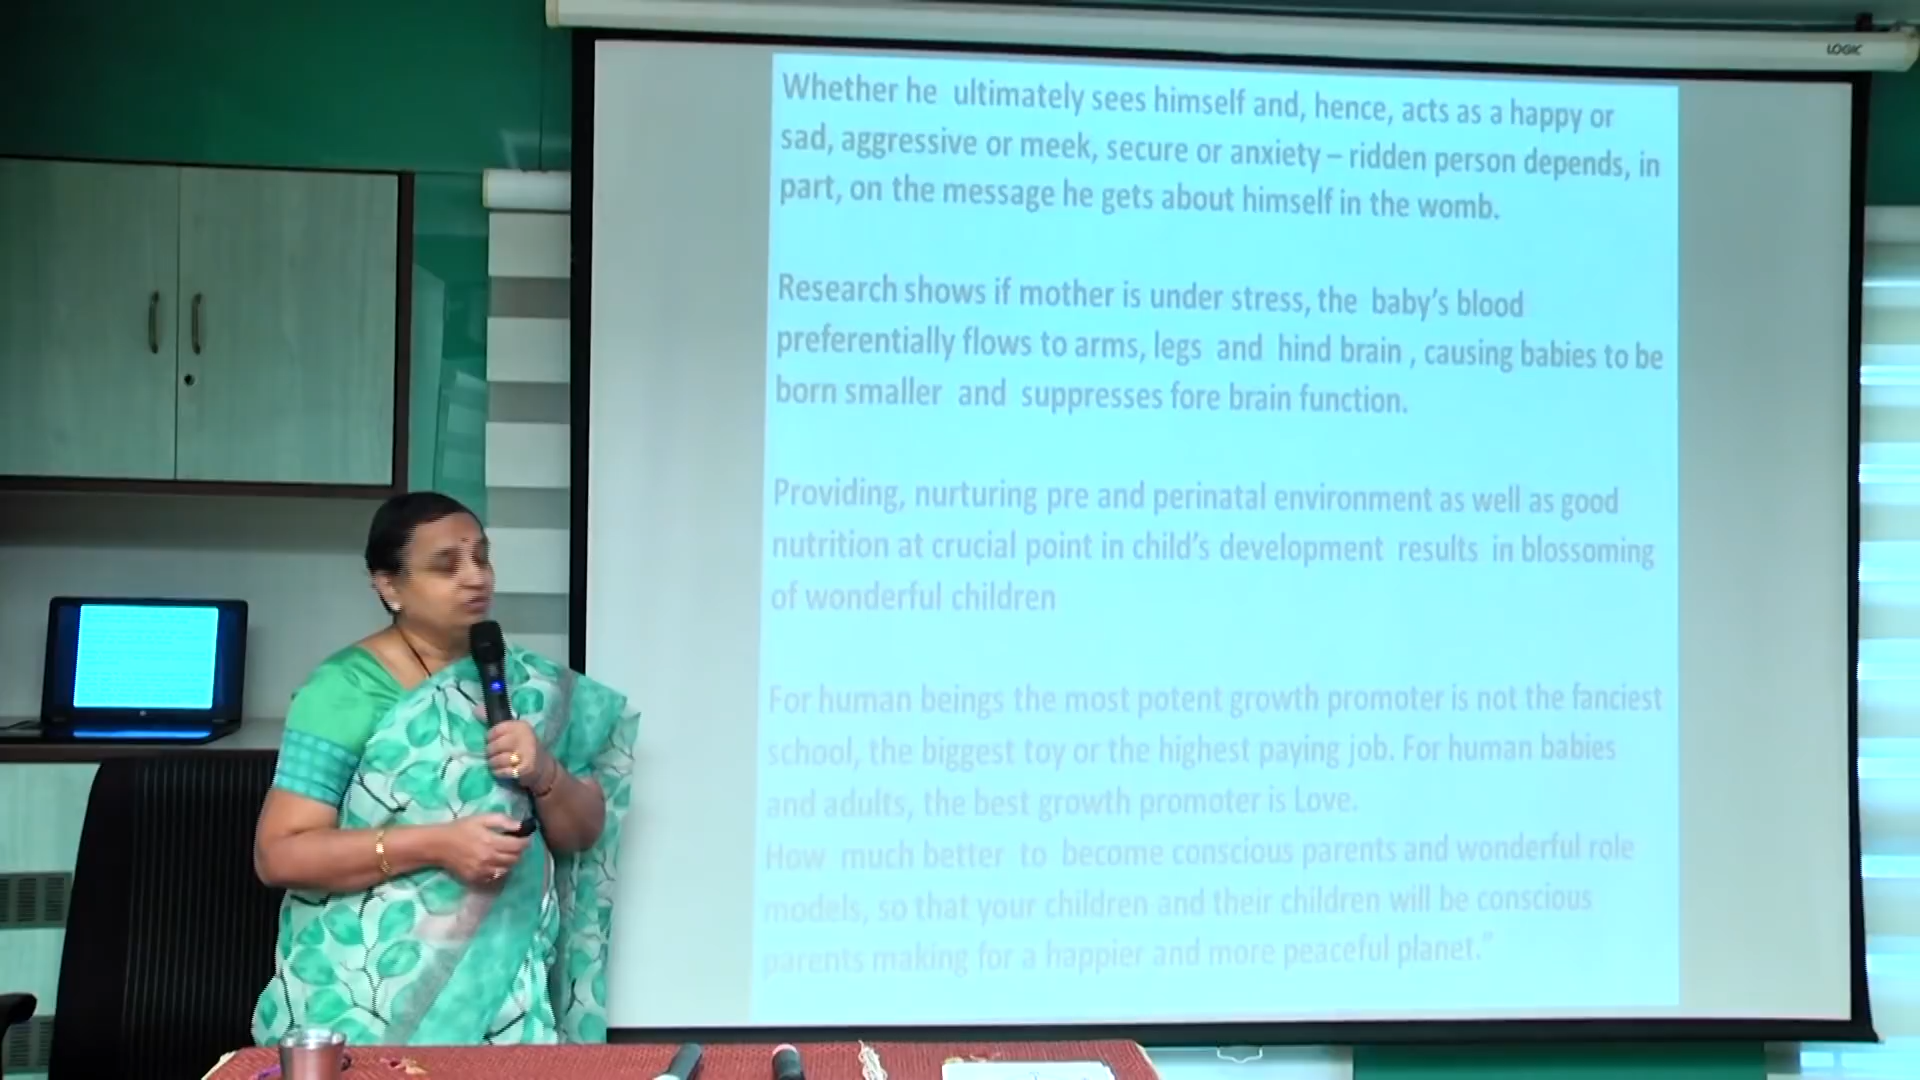 LOGIC
Whether he ultimately sees himself and, hence, acts as a happy or
sad, aggressive or meek, secure or anxiety – ridden person depends, in
part, on the message he gets about himself in the womb.
Research shows if mother is under stress, the baby's blood
preferentially flows to arms, legs and hind brain , causing babies to be
born smaller and suppresses fore brain function.
Providing, nurturing pre and perinatal environment as well as good
nutrition at crucial point in child's development results in blossoming
of wonderful children
For human beings the most potent growth promoter is not the fanciest
school, the biggest toy or the highest paying job. For human babies
and adults, the best growth promoter is Love.
How much better to become conscious parents and wonderful role
models, so that your children and their children will be conscious
parents making for a happier and more peaceful planet.”